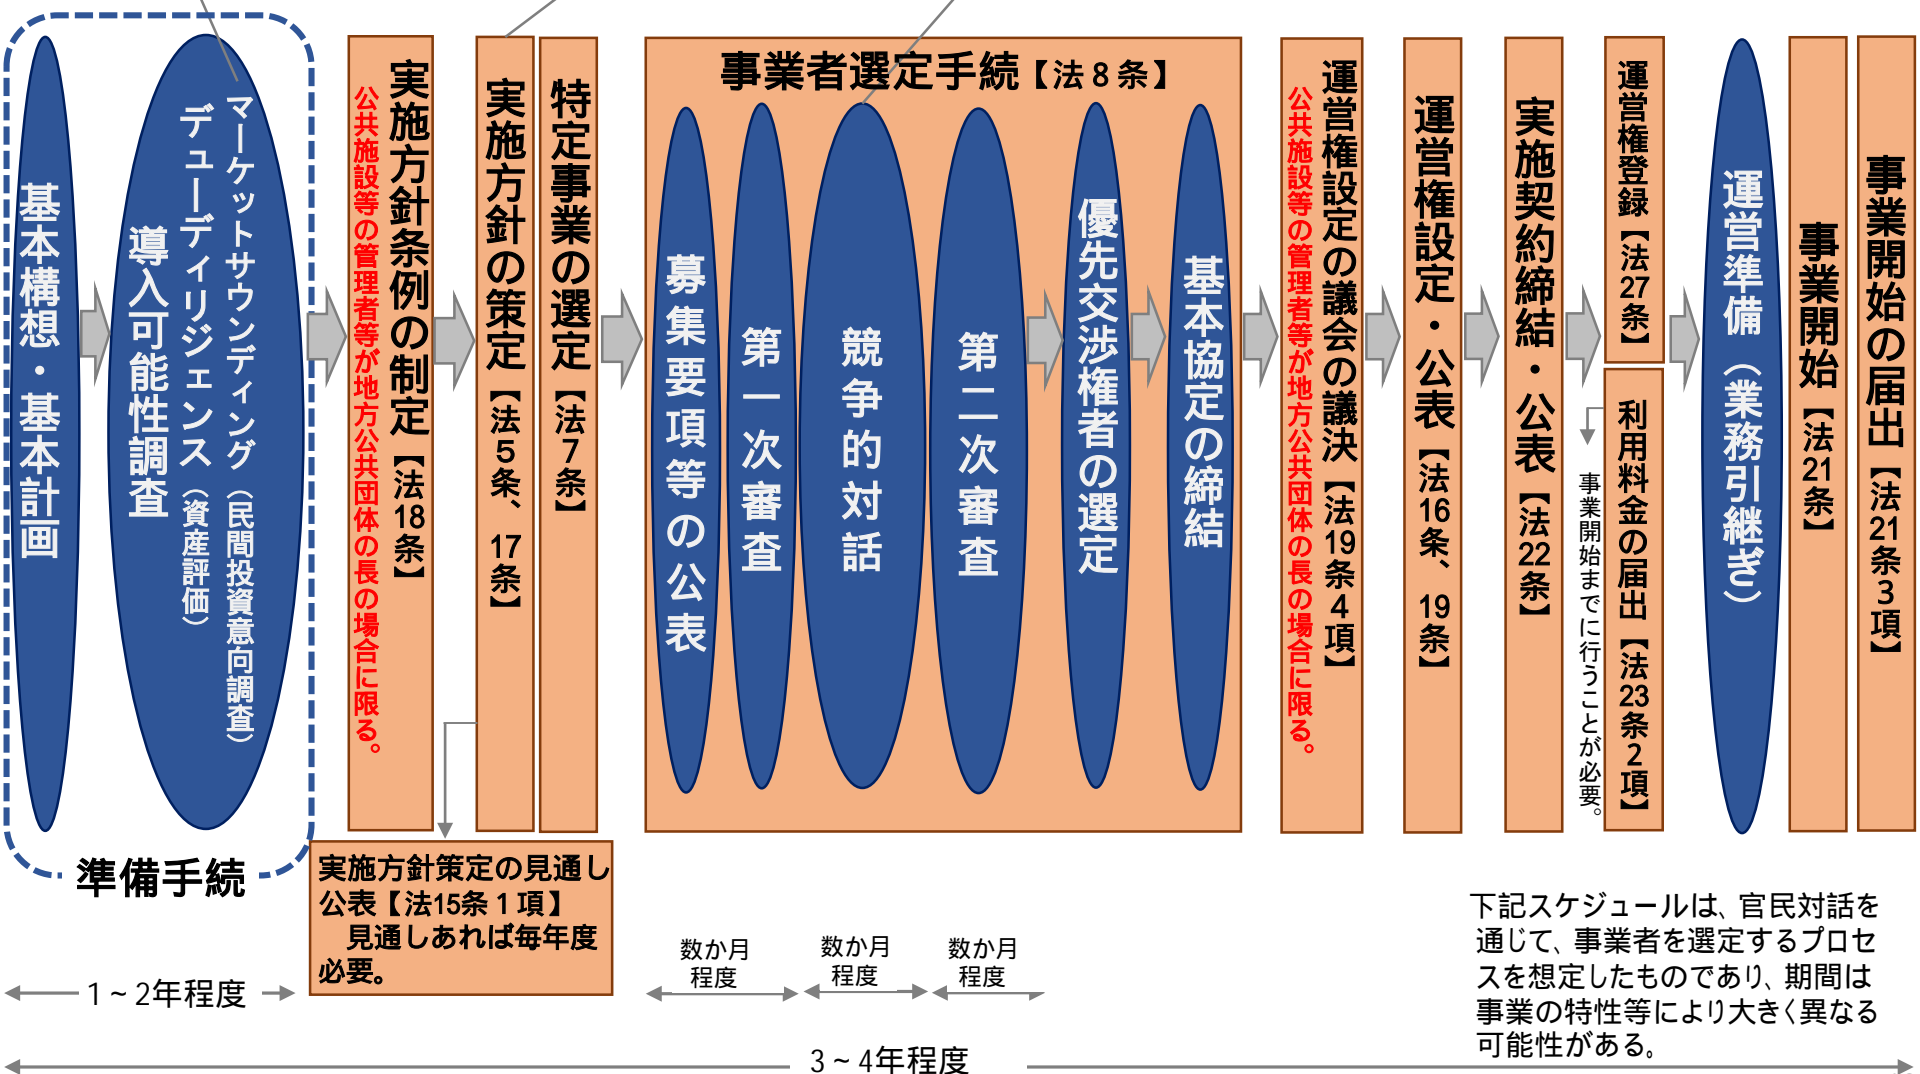 基本構想・基本計画
導入可能性調査
デューディリジェンス（資産評価）
マーケットサウンディング（民間投資意向調査）
準備手続
実施方針条例の制定【法18条】
公共施設等の管理者等が地方公共団体の長の場合に限る。
実施方針の策定【法５条、17条】
特定事業の選定【法７条】
実施方針策定の見通し
公表【法15条１項】
見通しあれば毎年度
必要。
事業者選定手続【法８条】
募集要項等の公表
第一次審査
競争的対話
第二次審査
優先交渉権者の選定
基本協定の締結
運営権設定の議会の議決【法19条４項】
公共施設等の管理者等が地方公共団体の長の場合に限る。
運営権設定・公表【法16条、19条】
実施契約締結・公表【法22条】
運営権登録【法27条】
利用料金の届出【法23条２項】
事業開始までに行うことが必要。
運営準備（業務引継ぎ）
事業開始【法21条】
事業開始の届出【法21条３項】
数か月
程度
数か月
程度
数か月
程度
1～2年程度
3～4年程度
下記スケジュールは、官民対話を
通じて、事業者を選定するプロセ
スを想定したものであり、期間は
事業の特性等により大きく異なる
可能性がある。